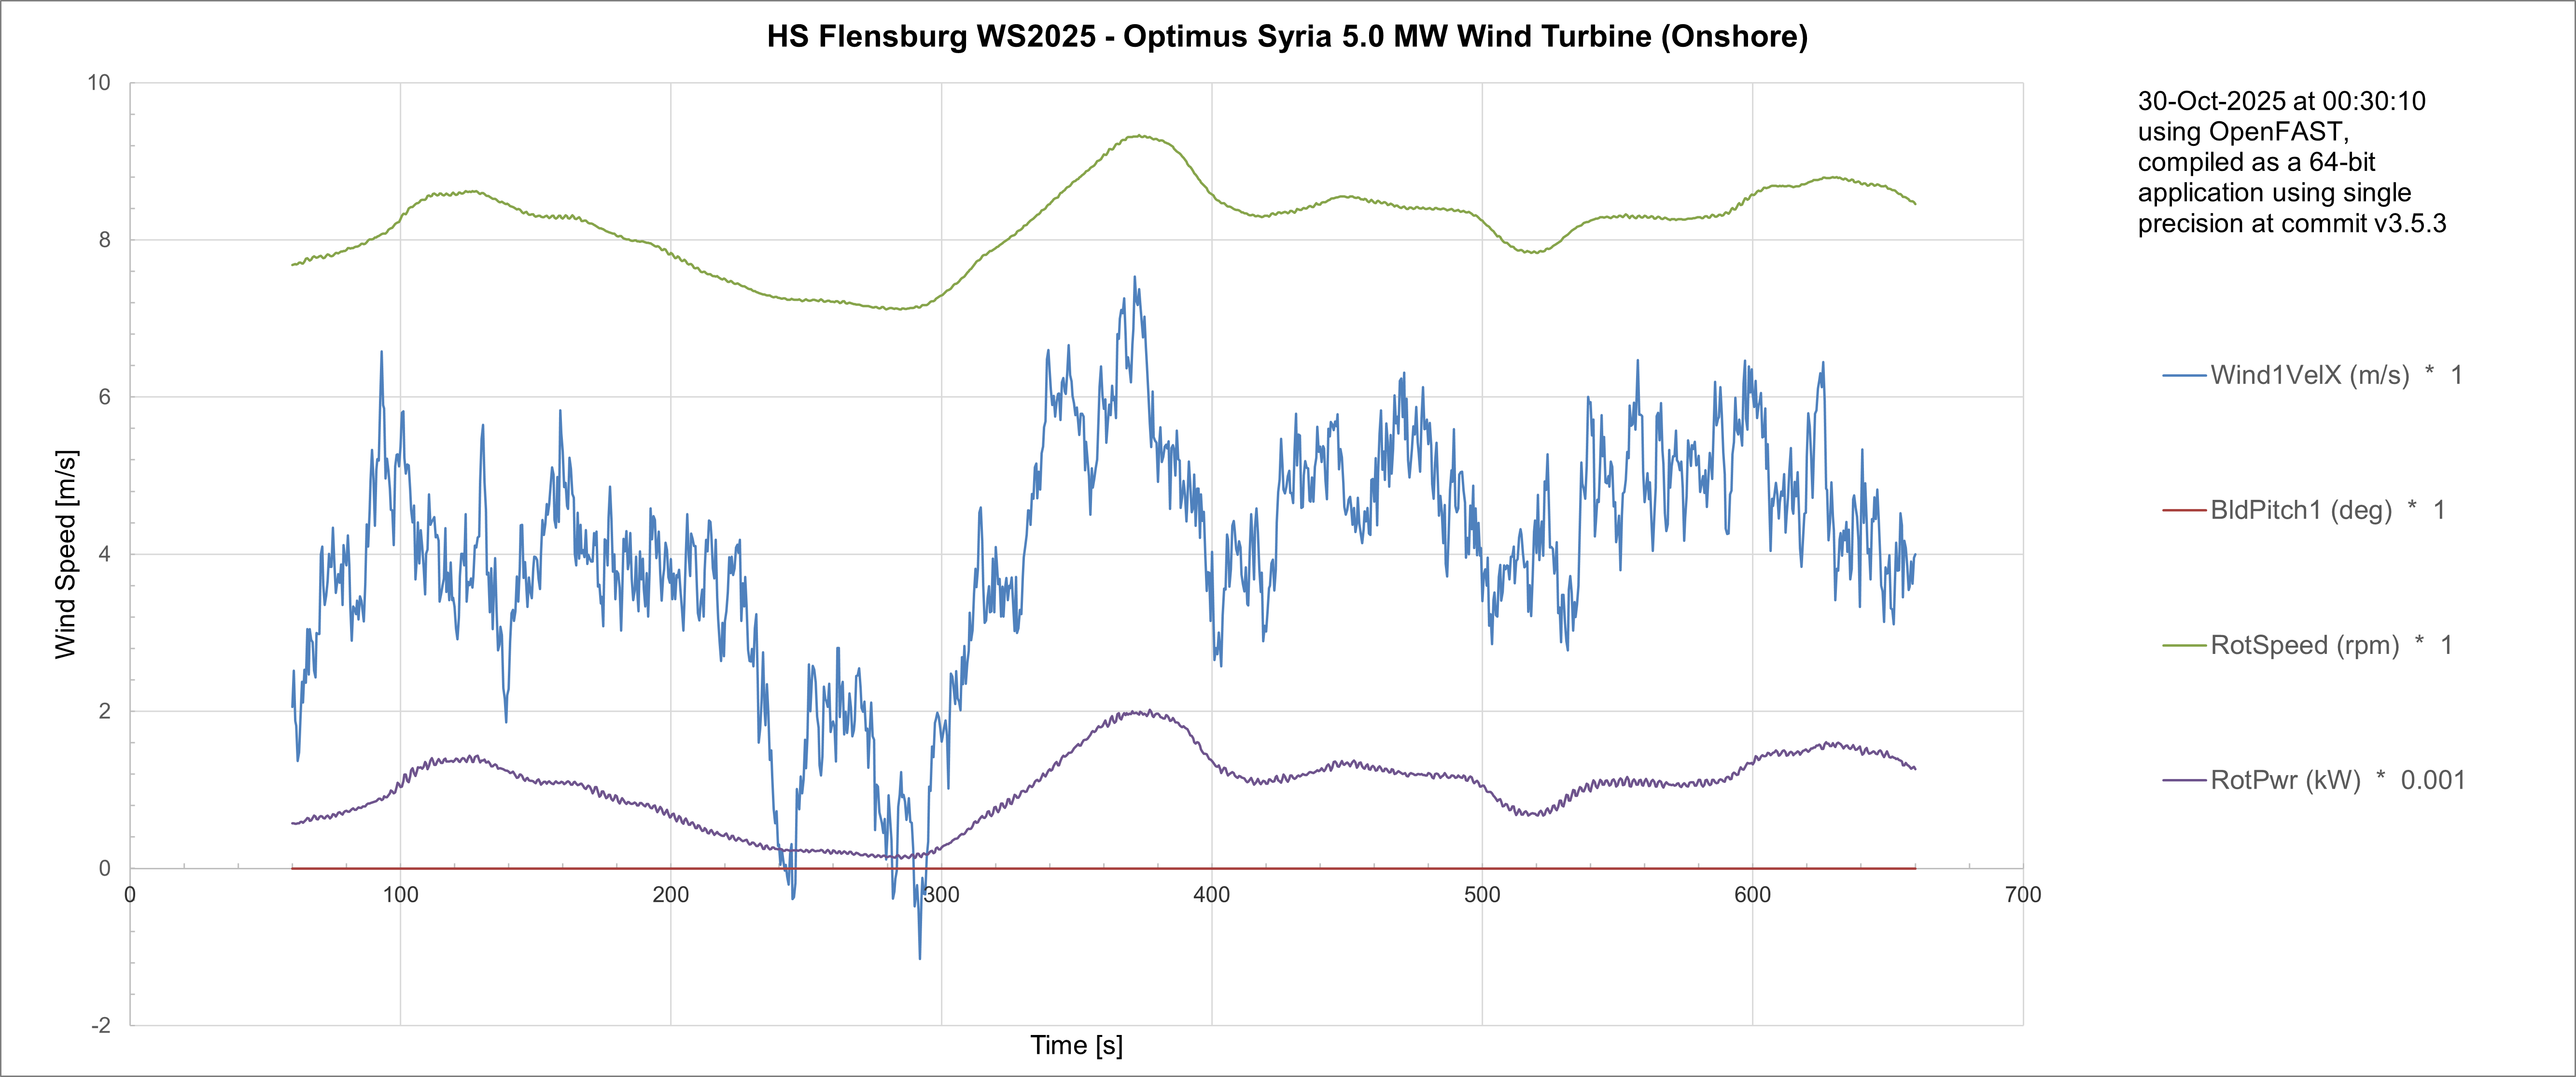 HS Flensburg WS2025 - Optimus Syria 5.0 MW Wind Turbine (Onshore)
30-Oct-2025 at 00:30:10
using OpenFAST,
compiled as a 64-bit
application using single
precision at commit v3.5.3
10
8
6
4
2
0
-2
Wind Speed [m/s]
0
100
200
300
400
500
600
700
Time [s]
Wind1VelX (m/s) * 1
BldPitch1 (deg) * 1
RotSpeed (rpm) * 1
RotPwr (kW) * 0.001